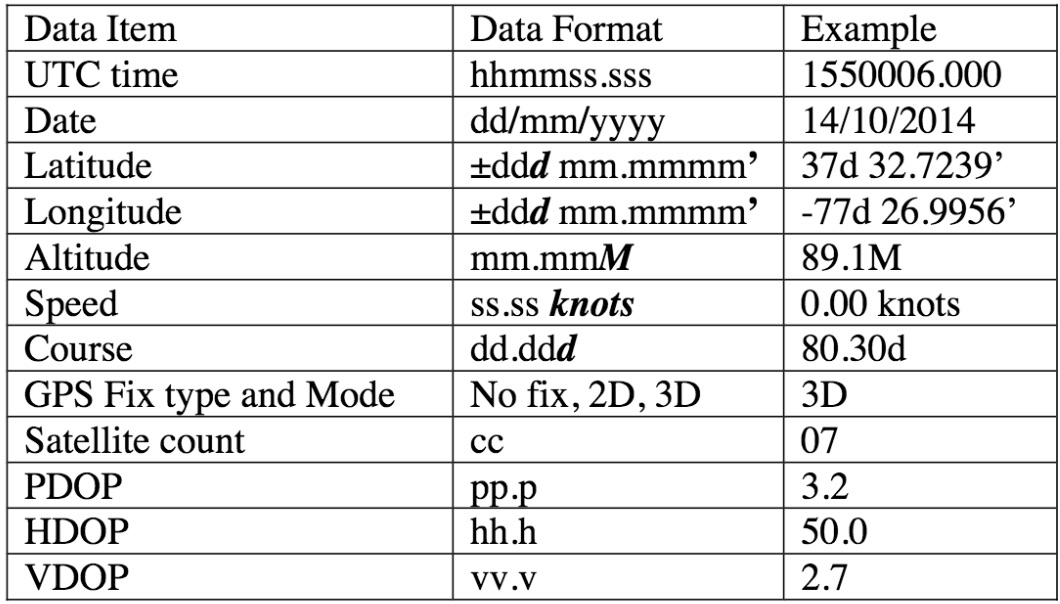 Data Item Data Format Example
UTC time hhmmss.sss 1550006.000
Date dd/mm/yyyy 14/10/2014
Latitude ±ddd mm.mmmm’ 37d 32.7239’
Longitude ±ddd mm.mmmm’ -77d 26.9956’
Altitude mm.mmM 89.1M
Speed ss.ss knots 0.00 knots
Course dd.ddd 80.30d
GPS Fix type and Mode No fix, 2D, 3D 3D
Satellite count cc 07
PDOP pp.p 3.2
HDOP hh.h 50.0
VDOP vv.v 2.7